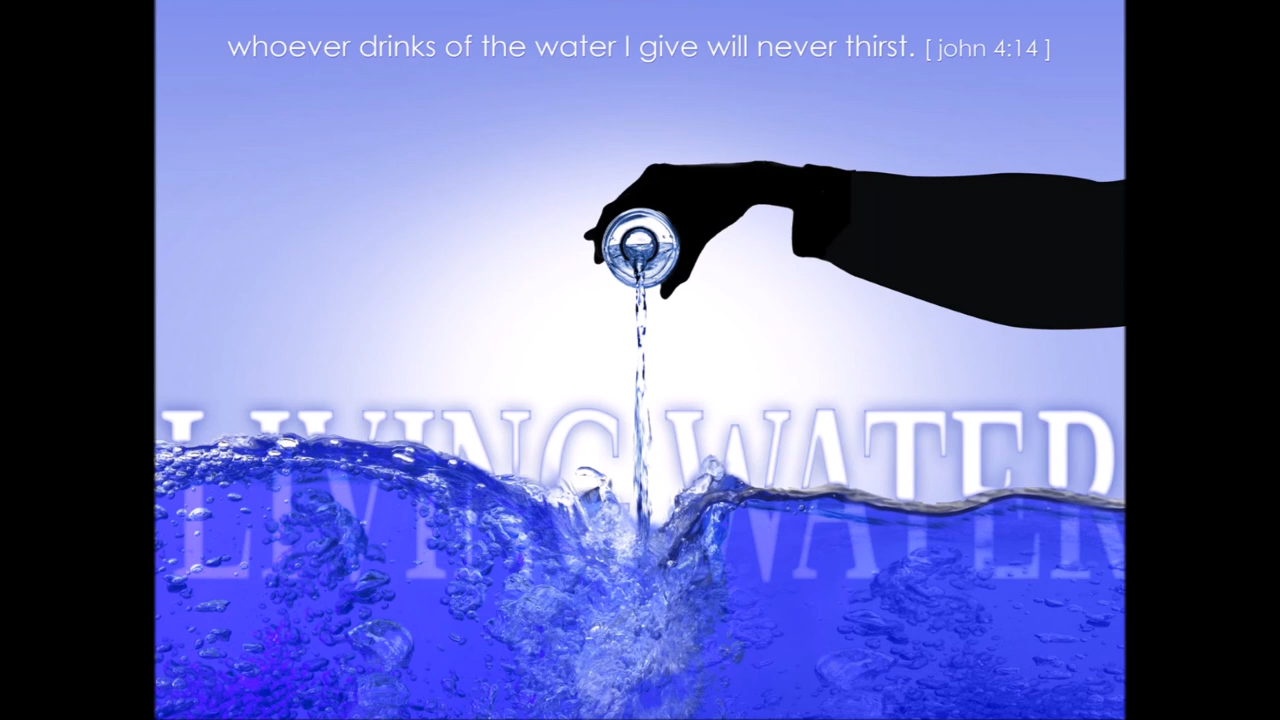 whoever drinks of the water I give will never thirst. [ john 4:14 ]
LIVING WATER